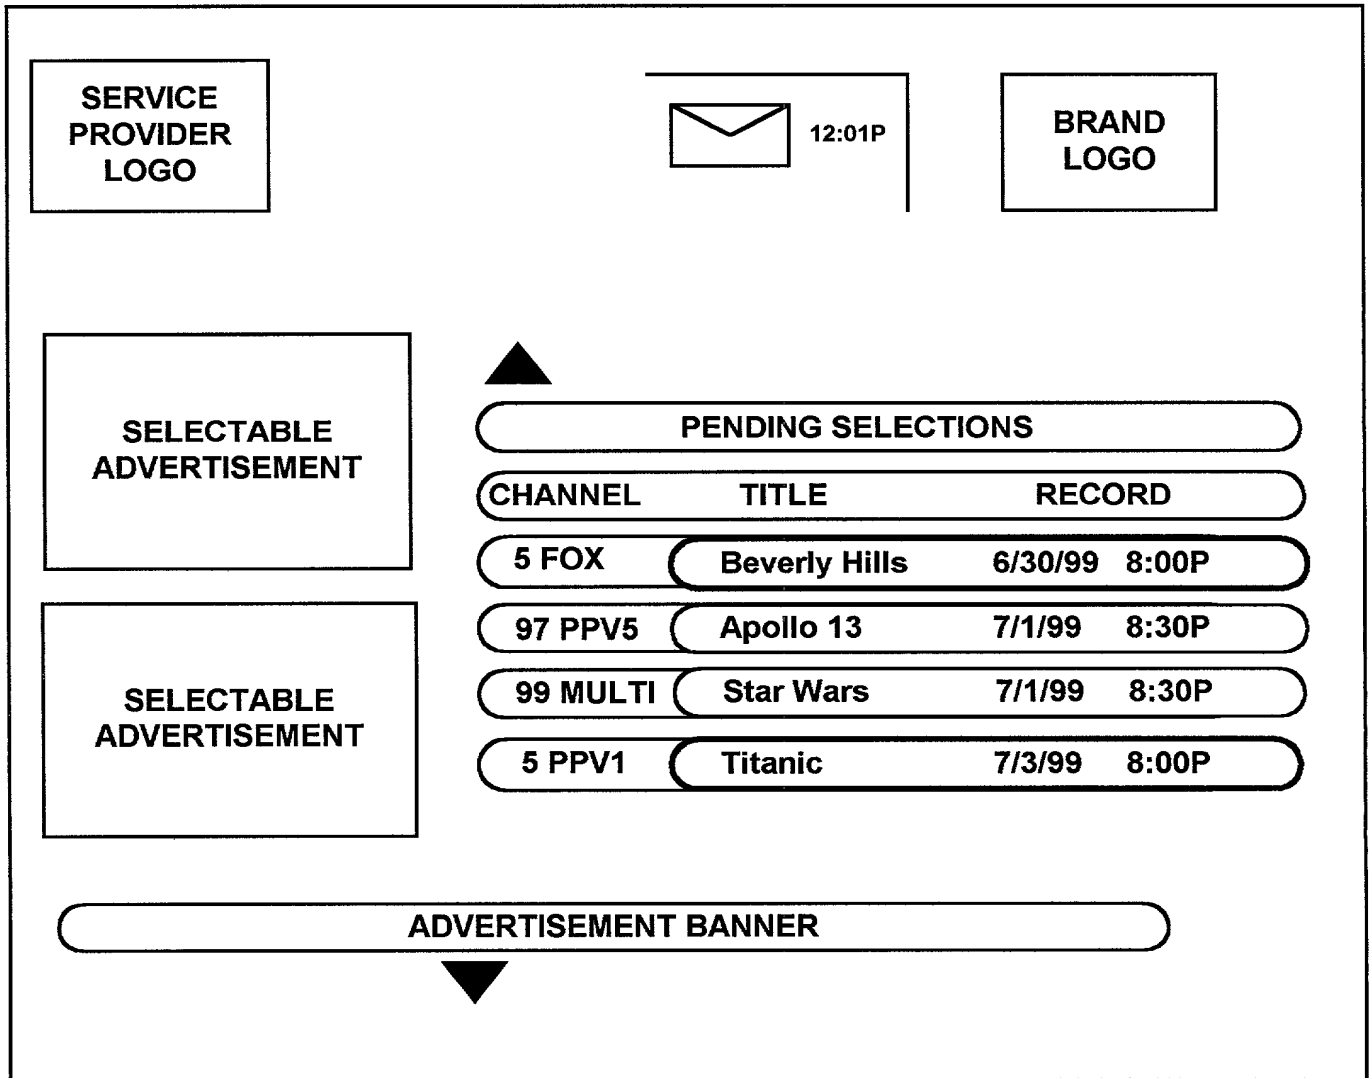 SERVICE
PROVIDER
LOGO
12:01P
BRAND
LOGO
SELECTABLE
ADVERTISEMENT
SELECTABLE
ADVERTISEMENT
PENDING SELECTIONS
CHANNEL TITLE RECORD
5 FOX Beverly Hills 6/30/99 8:00P
97 PPV5 Apollo 13 7/1/99 8:30P
99 MULTI Star Wars 7/1/99 8:30P
5 PPV1 Titanic 7/3/99 8:00P
ADVERTISEMENT BANNER